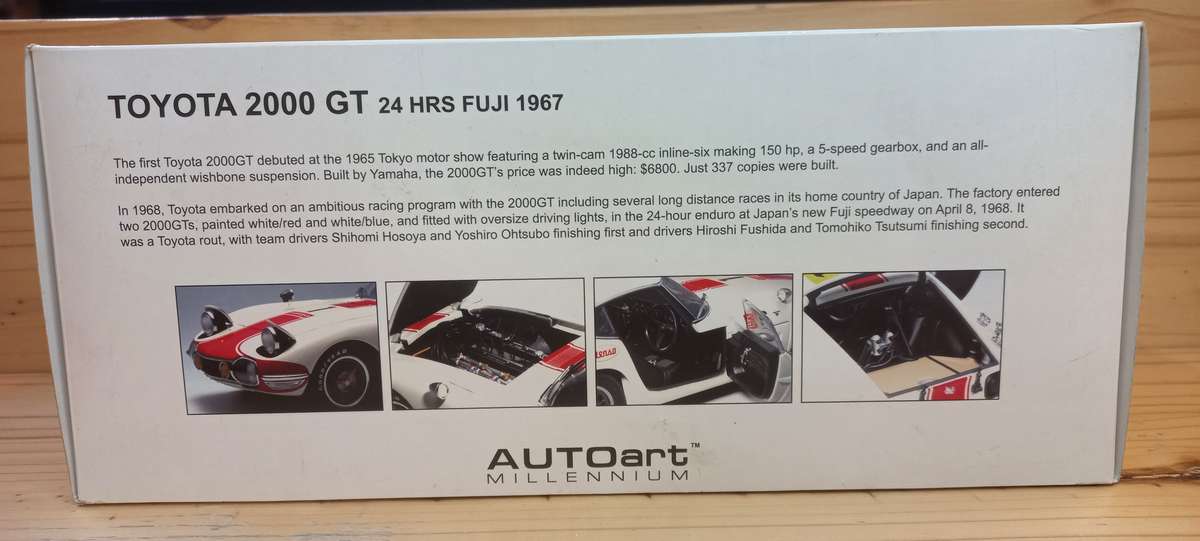 TOYOTA 2000 GT 24 HRS FUJI 1967
The first Toyota 2000GT debuted at the 1965 Tokyo motor show featuring a twin-cam 1988-cc inline-six making 150 hp, a 5-speed gearbox, and an all-
independent wishbone suspension. Built by Yamaha, the 2000GT's price was indeed high: $6800. Just 337 copies were built.
In 1968, Toyota embarked on an ambitious racing program with the 2000GT including several long distance races in its home country of Japan. The factory entered
two 2000GTs, painted white/red and white/blue, and fitted with oversize driving lights, in the 24-hour enduro at Japan's new Fuji speedway on April 8, 1968. It
was a Toyota rout, with team drivers Shihomi Hosoya and Yoshiro Ohtsubo finishing first and drivers Hiroshi Fushida and Tomohiko Tsutsumi finishing second.
AUTOart™
MILLENNIUM